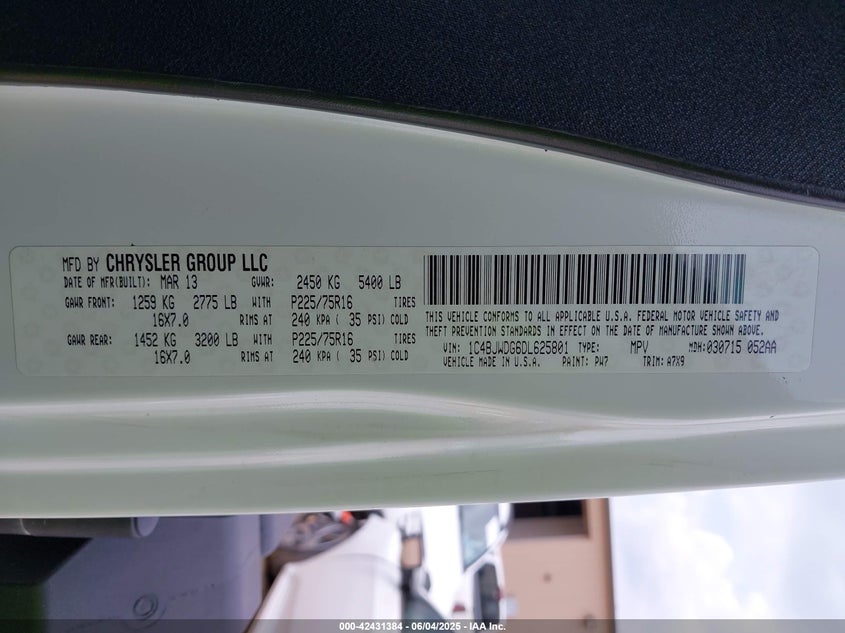 MFD BY CHRYSLER GROUP LLC
DATE OF MFR(BUILT): MAR 13 GVWR: 2450 KG 5400 LB
GAWR FRONT: 1259 KG 2775 LB WITH P225/75R16 TIRES
16X7.0 RIMS AT 240 KPA ( 35 PSI) COLD
GAWR REAR: 1452 KG 3200 LB WITH P225/75R16 TIRES
16X7.0 RIMS AT 240 KPA ( 35 PSI) COLD
THIS VEHICLE CONFORMS TO ALL APPLICABLE U.S.A. FEDERAL MOTOR VEHICLE SAFETY AND
THEFT PREVENTION STANDARDS IN EFFECT ON THE DATE OF MANUFACTURE SHOWN ABOVE.
VIN: 1C4BJWDG6DL625801 TYPE: MPV MDH: 030715 052AA
VEHICLE MADE IN U.S.A. PAINT: PW7 TRIM: A7X9
000-42431384 - 06/04/2025 - IAA Inc.